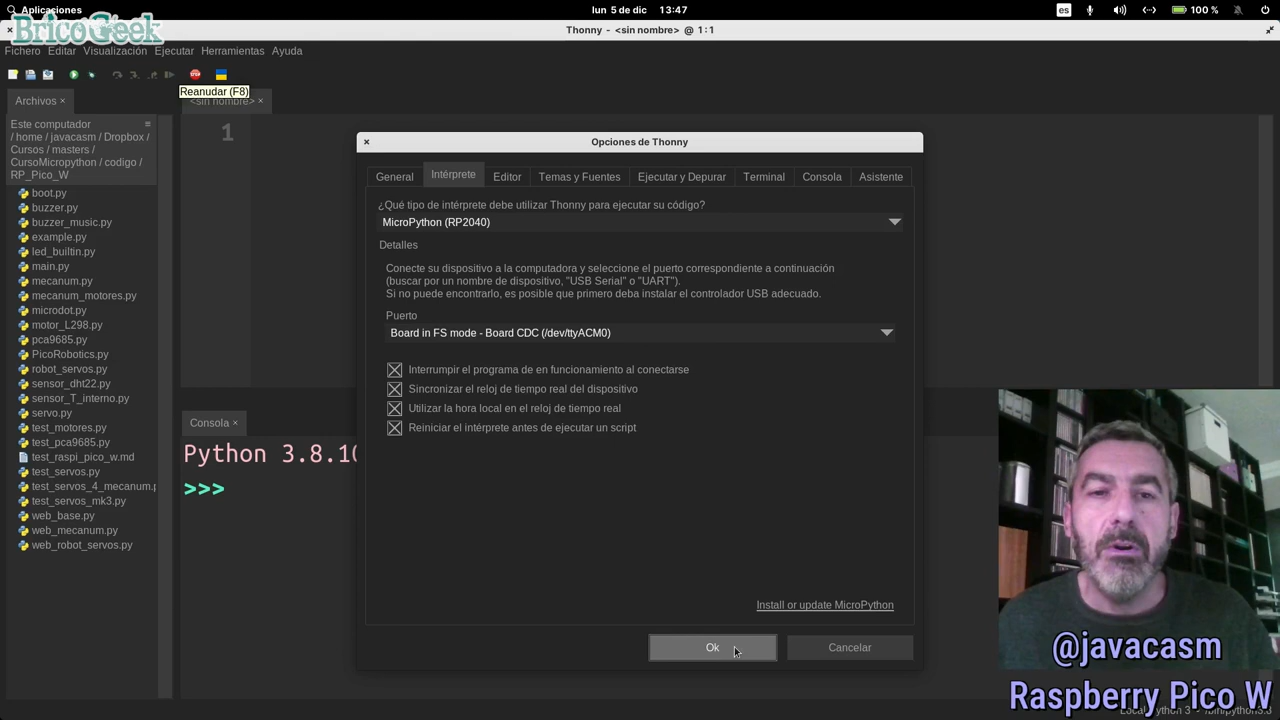 Aplicaciones
lun 5 de dic 13:47
es
100 %
BricoGeek
Thonny - <sin nombre> @ 1 : 1
Fichero Editar Visualización Ejecutar Herramientas Ayuda
Reanudar (F8)
Archivos ×
<sin nombre> ×
Este computador
/ home / javacasm / Dropbox /
Cursos / masters /
CursoMicropython / codigo /
RP_Pico_W
boot.py
buzzer.py
buzzer_music.py
example.py
led_builtin.py
main.py
mecanum.py
mecanum_motores.py
microdot.py
motor_L298.py
pca9685.py
PicoRobotics.py
robot_servos.py
sensor_dht22.py
sensor_T_interno.py
servo.py
test_motores.py
test_pca9685.py
test_raspi_pico_w.md
test_servos.py
test_servos_4_mecanum.p
test_servos_mk3.py
web_base.py
web_mecanum.py
web_robot_servos.py
1
Consola ×
Python 3.8.10
>>>
Opciones de Thonny
General Intérprete Editor Temas y Fuentes Ejecutar y Depurar Terminal Consola Asistente
¿Qué tipo de intérprete debe utilizar Thonny para ejecutar su código?
MicroPython (RP2040)
Detalles
Conecte su dispositivo a la computadora y seleccione el puerto correspondiente a continuación
(buscar por un nombre de dispositivo, "USB Serial" o "UART").
Si no puede encontrarlo, es posible que primero deba instalar el controlador USB adecuado.
Puerto
Board in FS mode - Board CDC (/dev/ttyACM0)
Interrumpir el programa de en funcionamiento al conectarse
Sincronizar el reloj de tiempo real del dispositivo
Utilizar la hora local en el reloj de tiempo real
Reiniciar el intérprete antes de ejecutar un script
Install or update MicroPython
Ok Cancelar
@javacasm
Raspberry Pico W